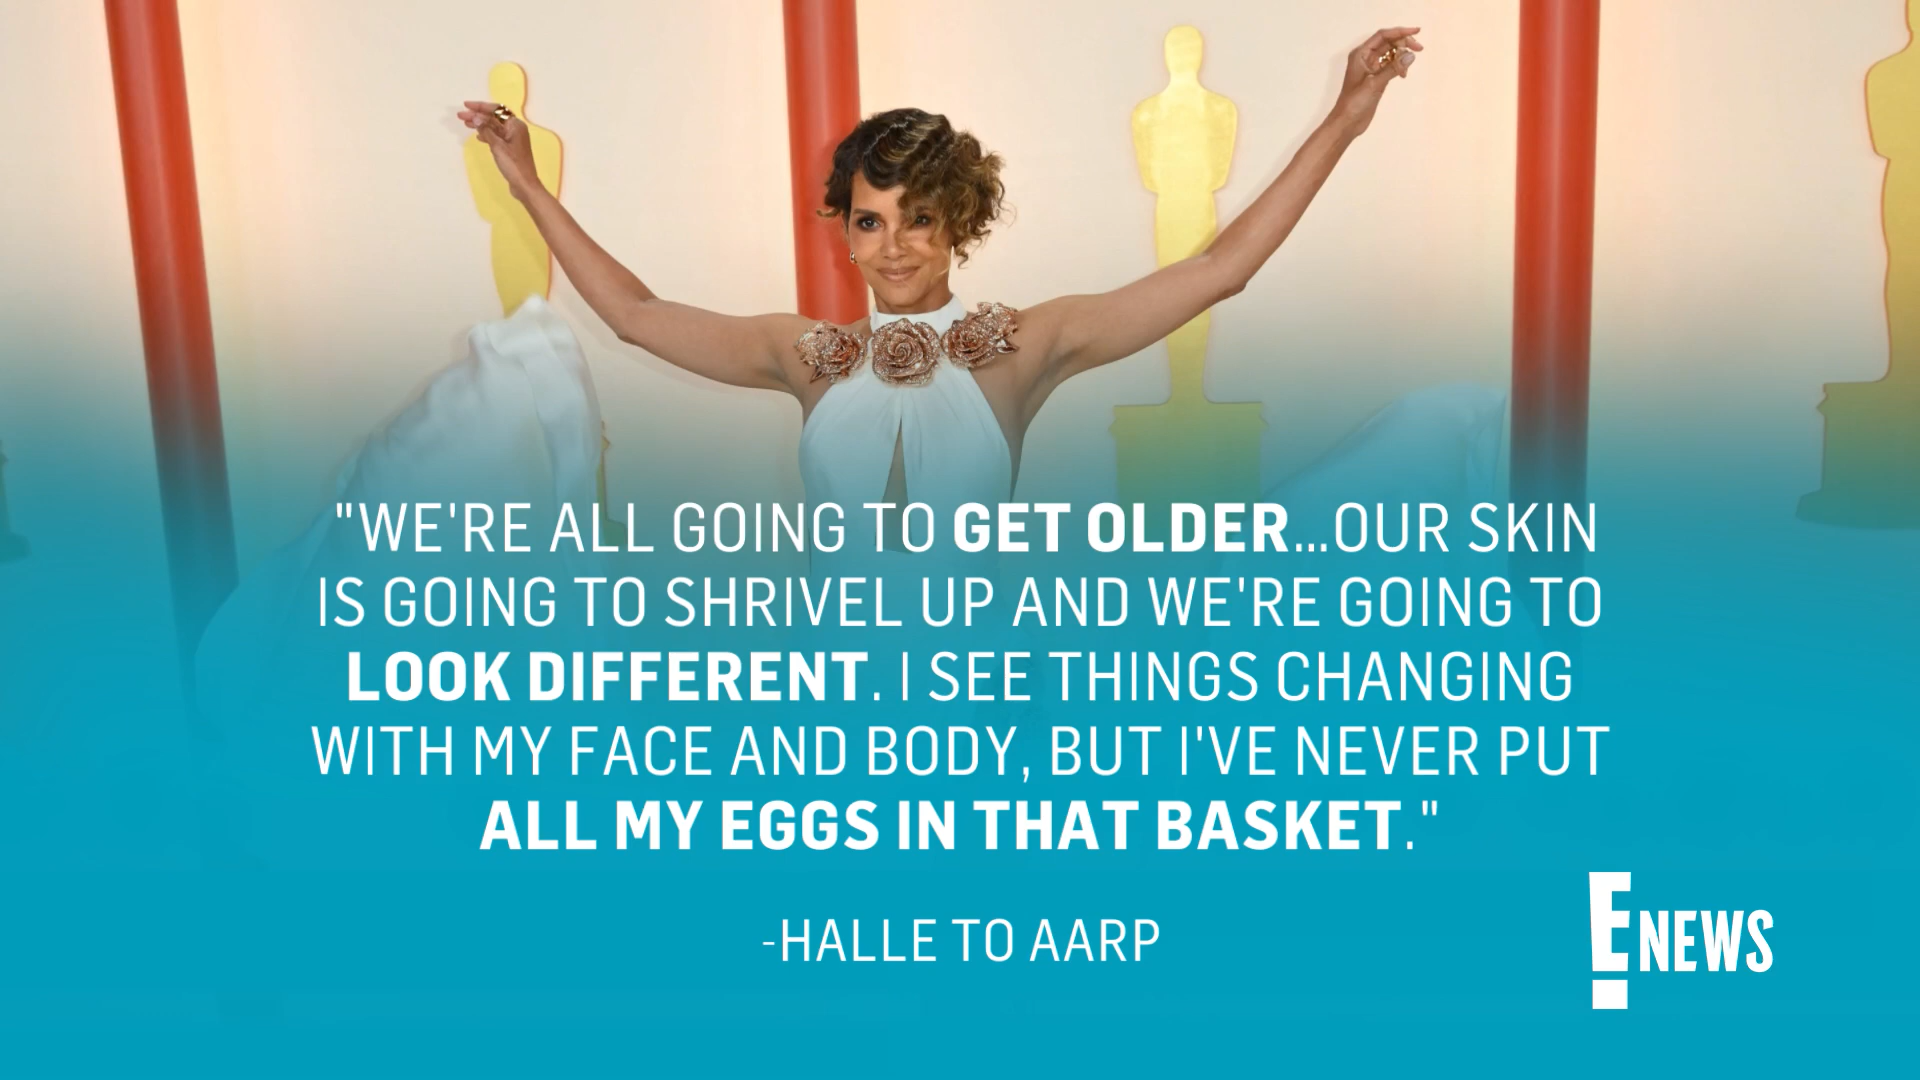 "WE'RE ALL GOING TO GET OLDER...OUR SKIN
IS GOING TO SHRIVEL UP AND WE'RE GOING TO
LOOK DIFFERENT. I SEE THINGS CHANGING
WITH MY FACE AND BODY, BUT I'VE NEVER PUT
ALL MY EGGS IN THAT BASKET."
-HALLE TO AARP
E! NEWS